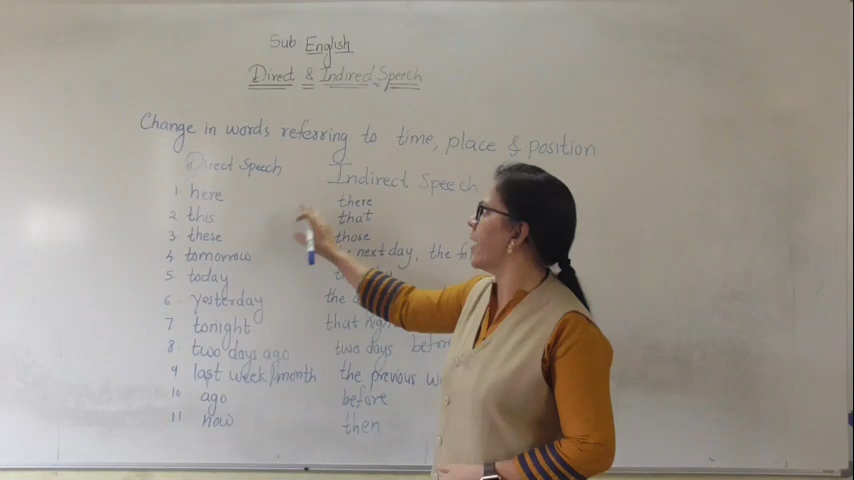 Sub English
Direct & Indirect Speech
Change in words referring to time, place & position
Direct Speech Indirect Speech
1 here there
2 this that
3 these those
4 tomorrow next day, the
5 today
6. yesterday the
7 tonight that
8 two days ago two days before
9 last week/month the previous
10 ago before
11 now then